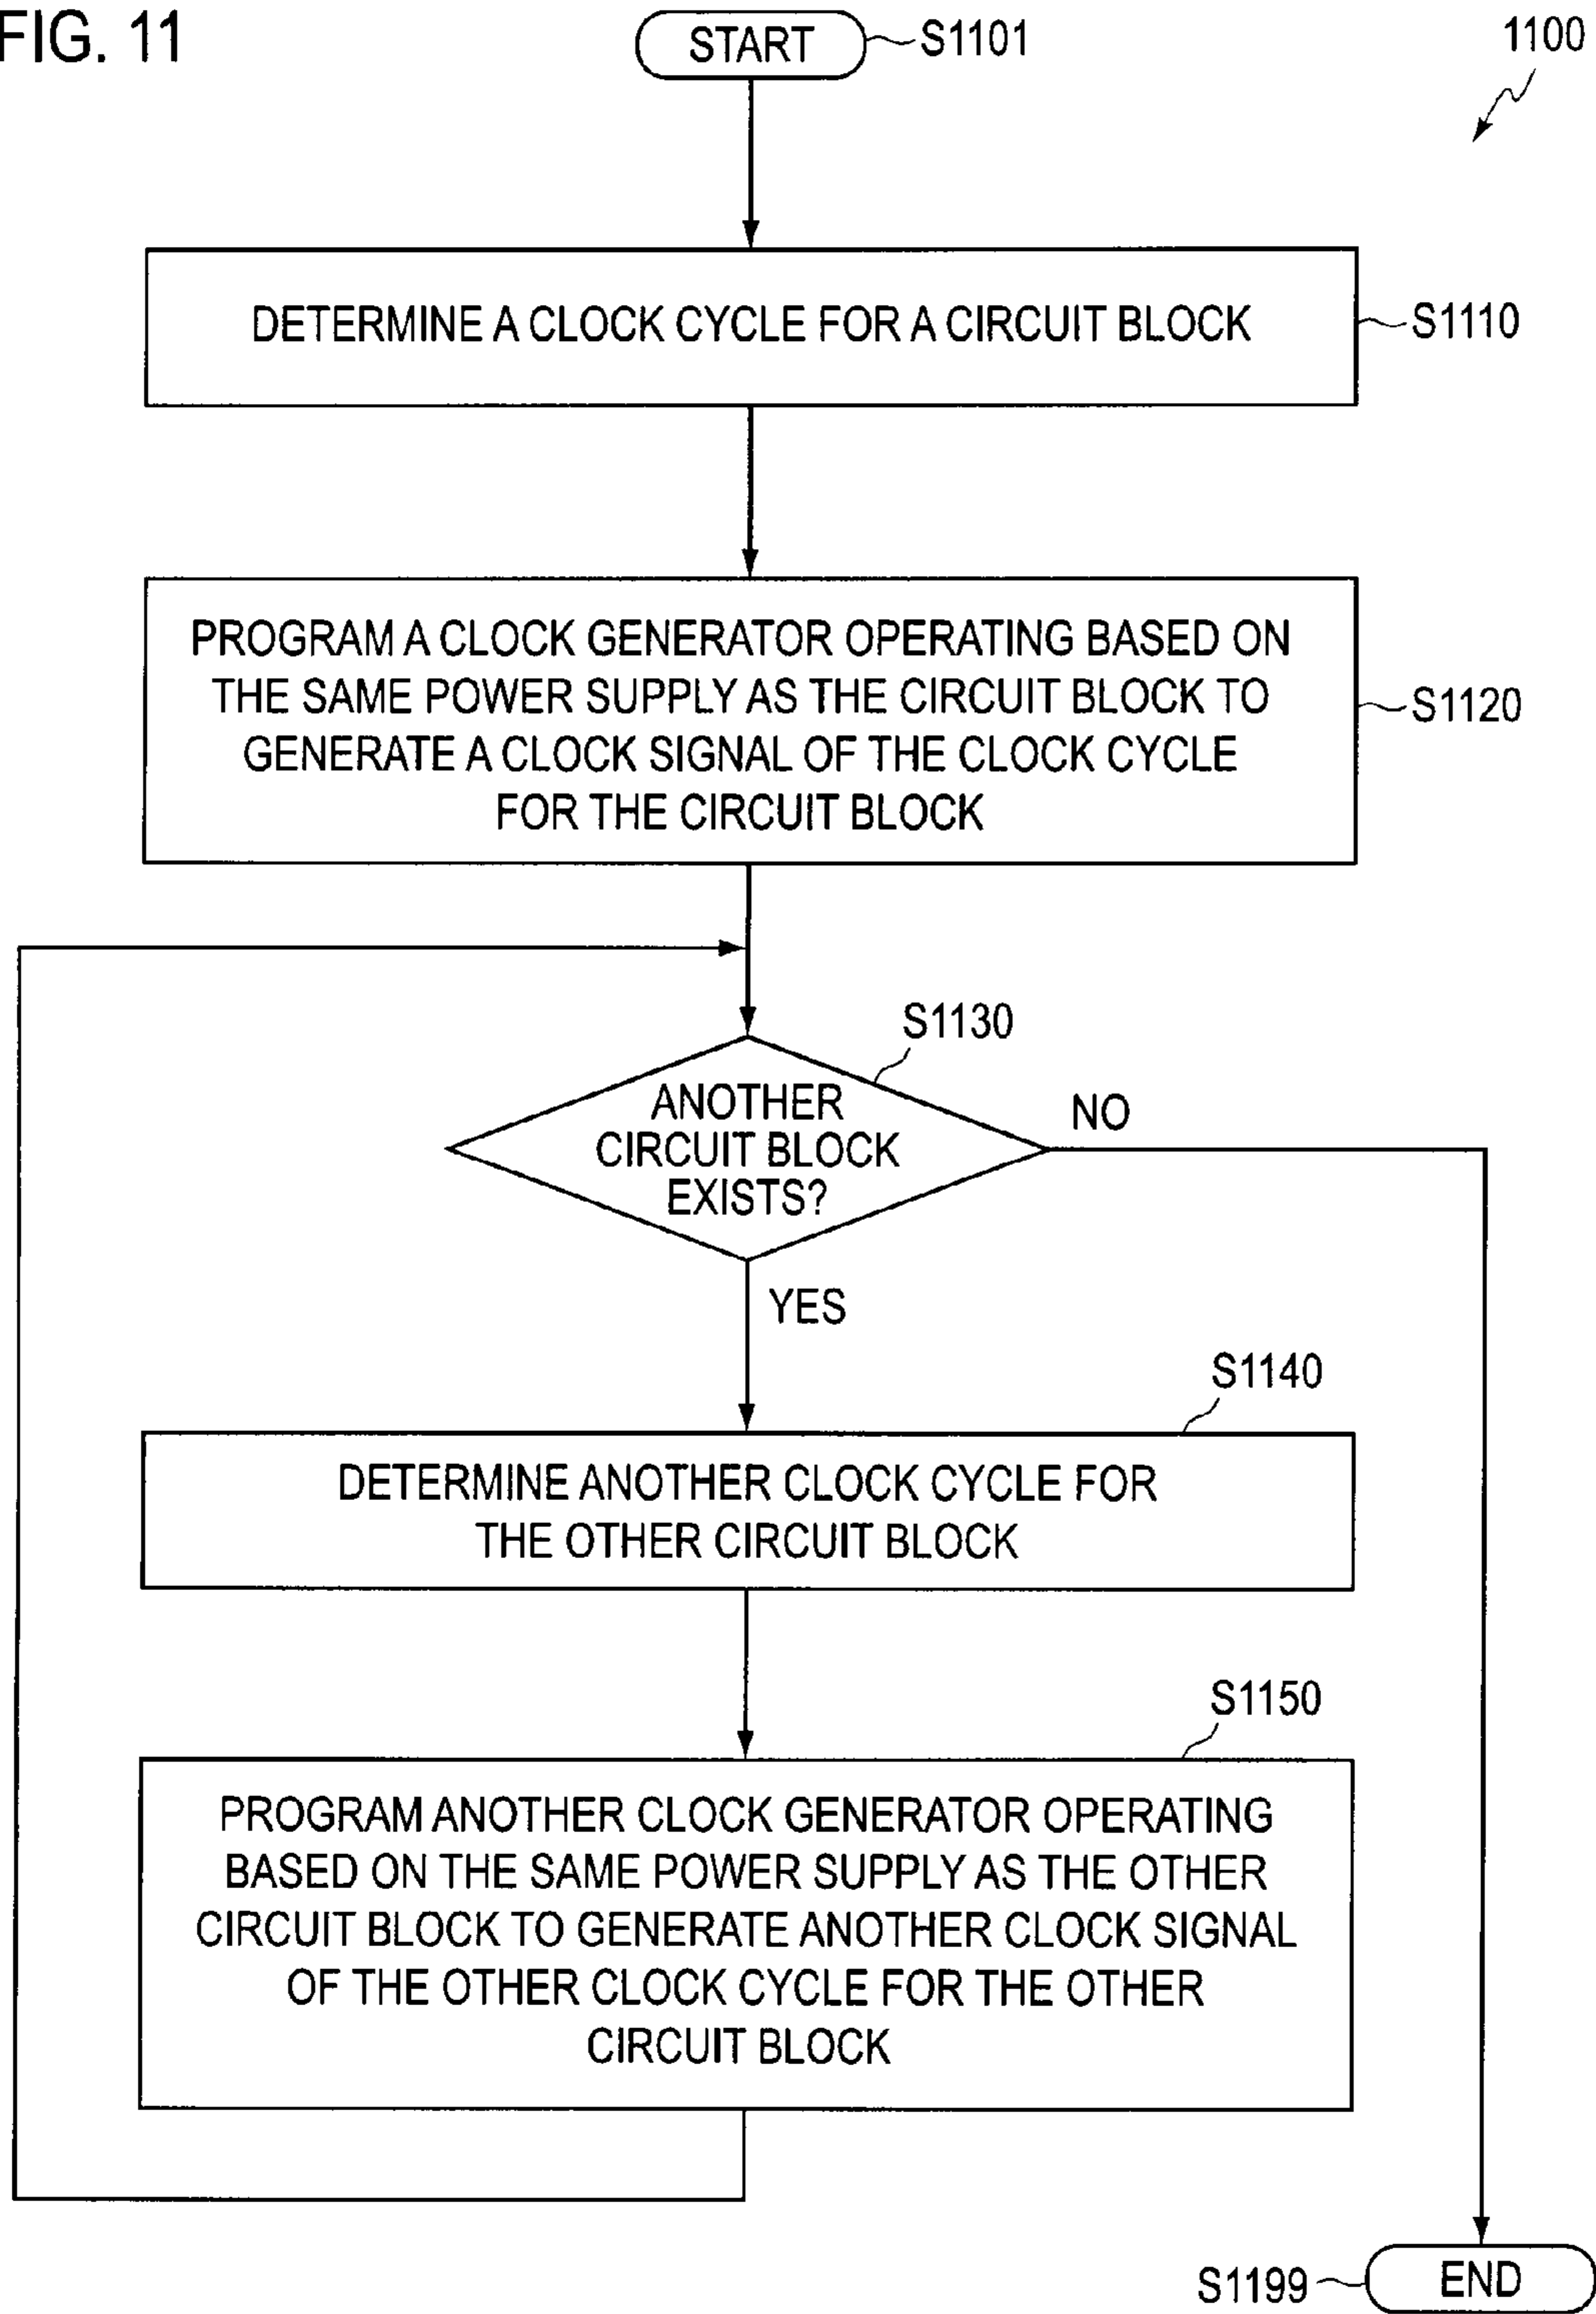 FIG. 11
START
S1101
1100
DETERMINE A CLOCK CYCLE FOR A CIRCUIT BLOCK
S1110
PROGRAM A CLOCK GENERATOR OPERATING BASED ON
THE SAME POWER SUPPLY AS THE CIRCUIT BLOCK TO
GENERATE A CLOCK SIGNAL OF THE CLOCK CYCLE
FOR THE CIRCUIT BLOCK
S1120
S1130
ANOTHER
CIRCUIT BLOCK
EXISTS?
NO
YES
S1140
DETERMINE ANOTHER CLOCK CYCLE FOR
THE OTHER CIRCUIT BLOCK
S1150
PROGRAM ANOTHER CLOCK GENERATOR OPERATING
BASED ON THE SAME POWER SUPPLY AS THE OTHER
CIRCUIT BLOCK TO GENERATE ANOTHER CLOCK SIGNAL
OF THE OTHER CLOCK CYCLE FOR THE OTHER
CIRCUIT BLOCK
S1199
END